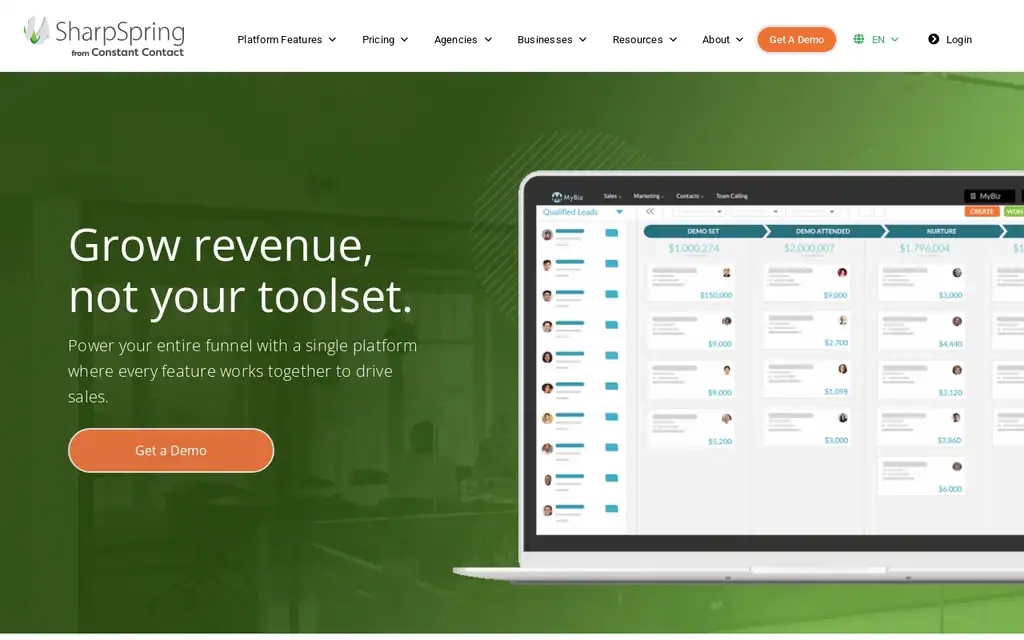 SharpSpring
from Constant Contact
Platform Features
Pricing
Agencies
Businesses
Resources
About
Get A Demo
EN
Login
Grow revenue,
not your toolset.
Power your entire funnel with a single platform
where every feature works together to drive
sales.
Get a Demo
MyBiz
Sales
Marketing
Contacts
Team Calling
MyBiz
Qualified Leads
CREATE
WON
DEMO SET
DEMO ATTENDED
NURTURE
$1,000,274
$2,000,007
$1,796,004
$150,000
$9,000
$3,000
$9,000
$2,700
$4,440
$9,000
$1,098
$2,120
$5,200
$3,000
$3,860
$6,000